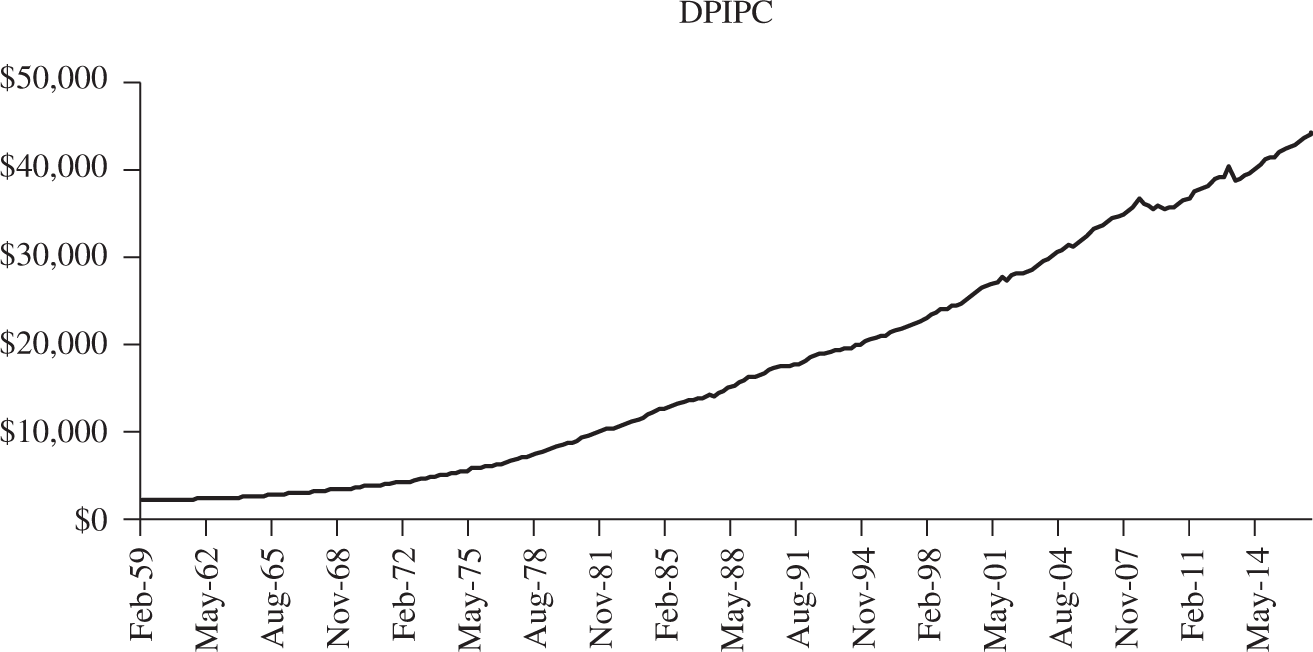 DPIPC
$50,000
$40,000
$30,000
$20,000
$10,000
$0
Feb-59
May-62
Aug-65
Nov-68
Feb-72
May-75
Aug-78
Nov-81
Feb-85
May-88
Aug-91
Nov-94
Feb-98
May-01
Aug-04
Nov-07
Feb-11
May-14